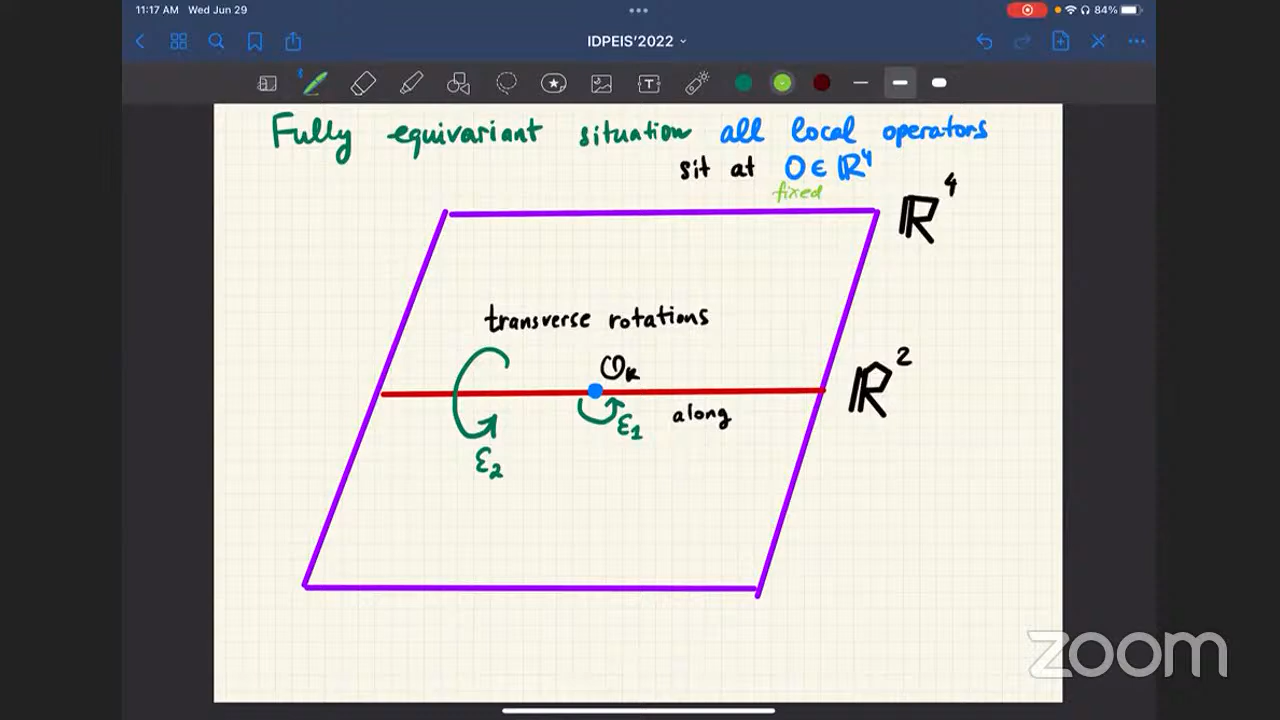 11:17 AM Wed Jun 29
84%
IDPEIS'2022
Fully equivariant situation all local operators
sit at 0 ∈ ℝ⁴
fixed
ℝ⁴
transverse rotations
𝒪ₖ
ℝ²
ε₁ along
ε₂
zoom